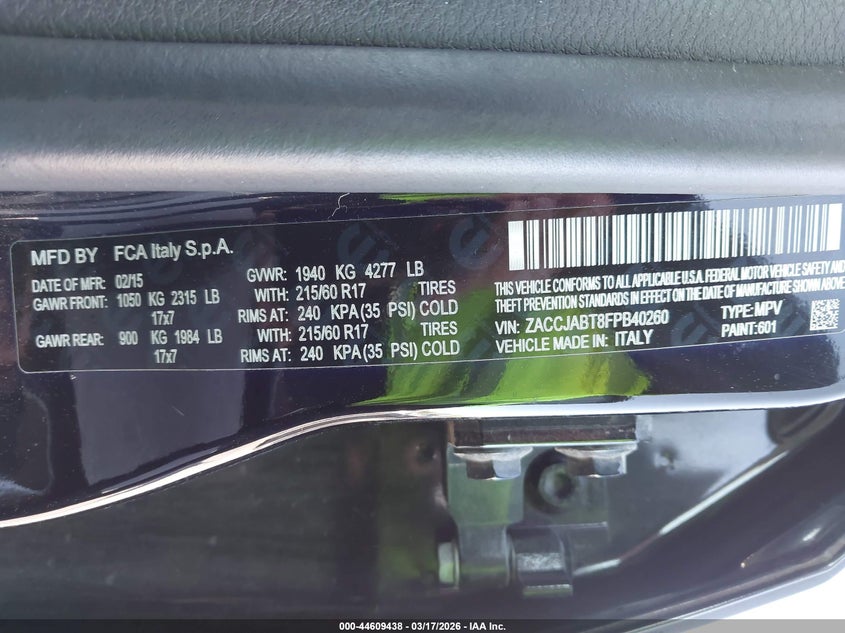 MFD BY FCA Italy S.p.A.
DATE OF MFR: 02/15 GVWR: 1940 KG 4277 LB
GAWR FRONT: 1050 KG 2315 LB WITH: 215/60 R17 TIRES
17x7 RIMS AT: 240 KPA (35 PSI) COLD
GAWR REAR: 900 KG 1984 LB WITH: 215/60 R17 TIRES
17x7 RIMS AT: 240 KPA (35 PSI) COLD
THIS VEHICLE CONFORMS TO ALL APPLICABLE U.S.A. FEDERAL MOTOR VEHICLE SAFETY AND
THEFT PREVENTION STANDARDS IN EFFECT ON THE DATE OF MANUFACTURE SHOWN ABOVE.
VIN: ZACCJABT8FPB40260 TYPE: MPV
VEHICLE MADE IN: ITALY PAINT: 601
000-44609438 - 03/17/2026 - IAA Inc.